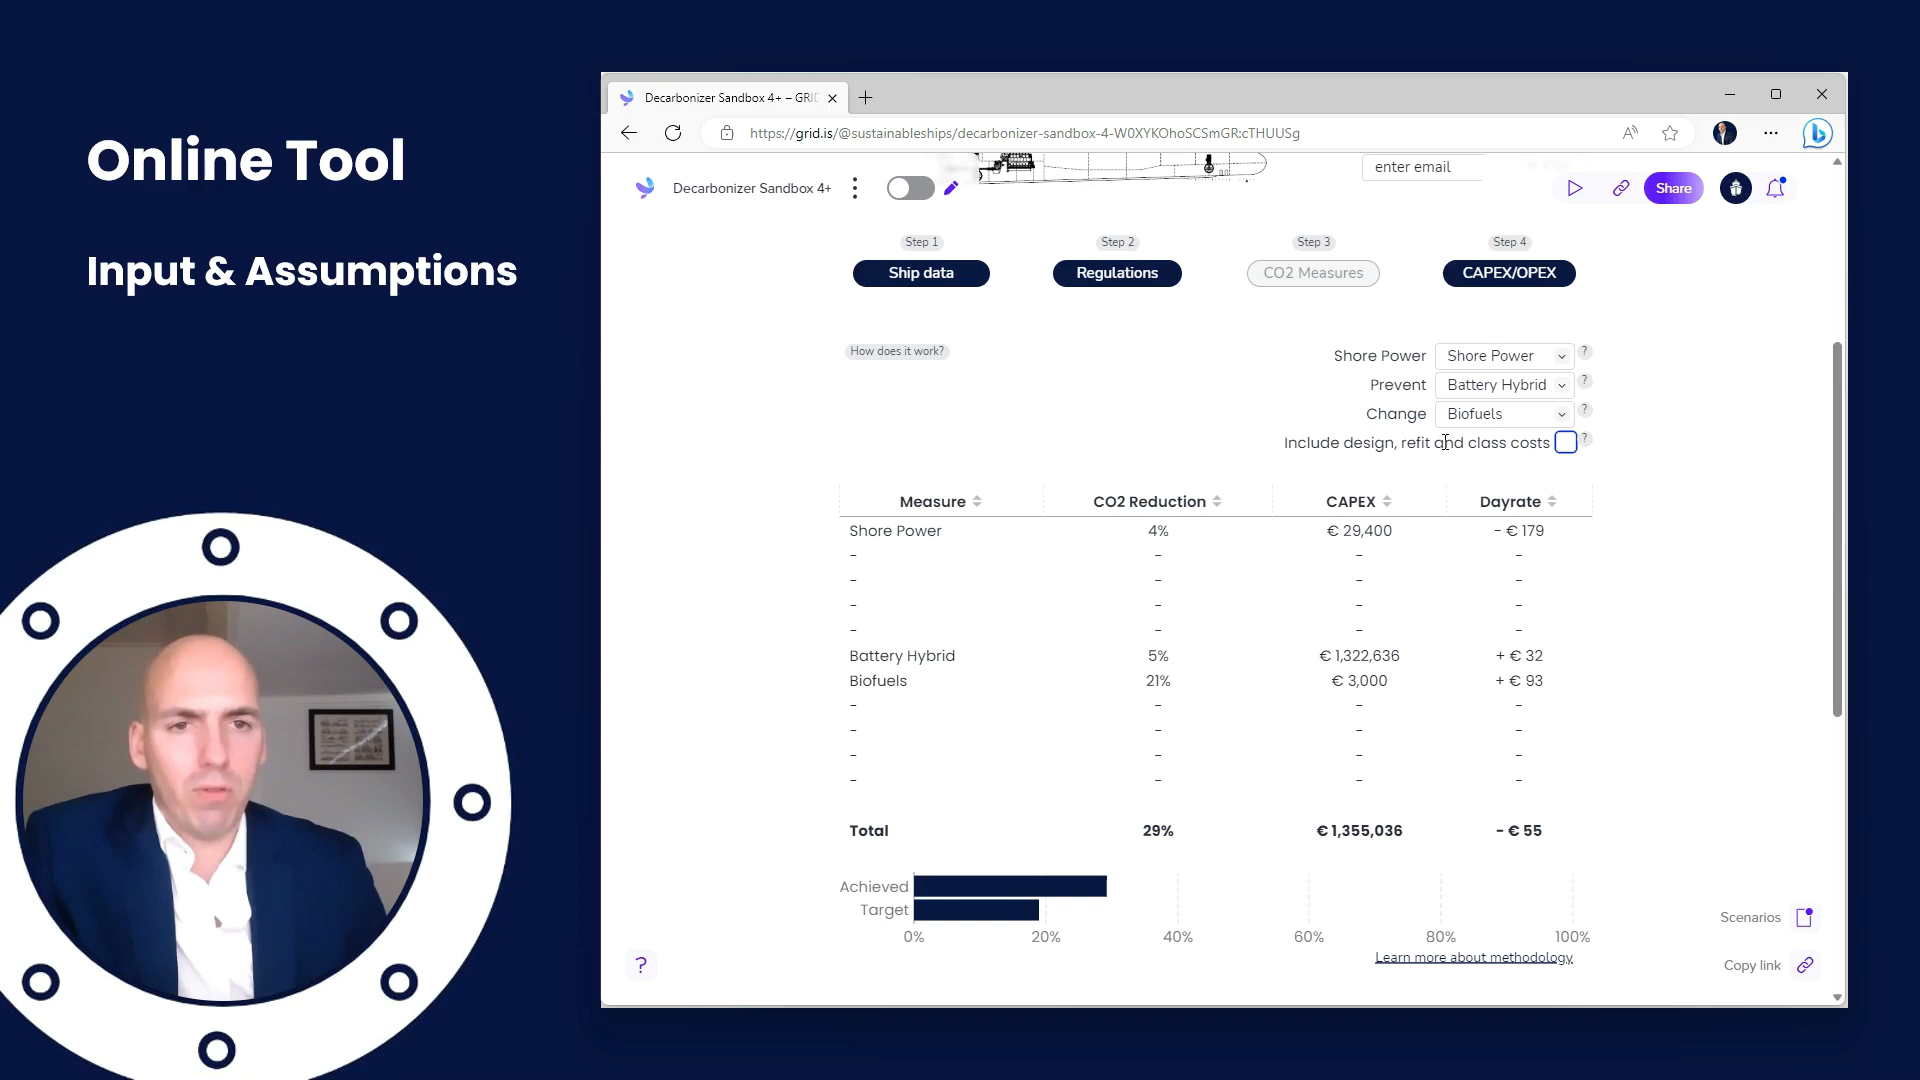 Online Tool
Input & Assumptions
Decarbonizer Sandbox 4+ – GRID
https://grid.is/@sustainableships/decarbonizer-sandbox-4-W0XYKOhoSCSmGR:cTHUUSg
enter email
Decarbonizer Sandbox 4+
Share
Step 1
Step 2
Step 3
Step 4
Ship data
Regulations
CO2 Measures
CAPEX/OPEX
How does it work?
Shore Power Shore Power ?
Prevent Battery Hybrid ?
Change Biofuels ?
Include design, refit and class costs ?
Measure CO2 Reduction CAPEX Dayrate
Shore Power 4% € 29,400 - € 179
- - - -
- - - -
- - - -
- - - -
Battery Hybrid 5% € 1,322,636 + € 32
Biofuels 21% € 3,000 + € 93
- - - -
- - - -
- - - -
- - - -
Total 29% € 1,355,036 - € 55
Achieved
Target
0% 20% 40% 60% 80% 100%
Learn more about methodology
Scenarios
Copy link
?